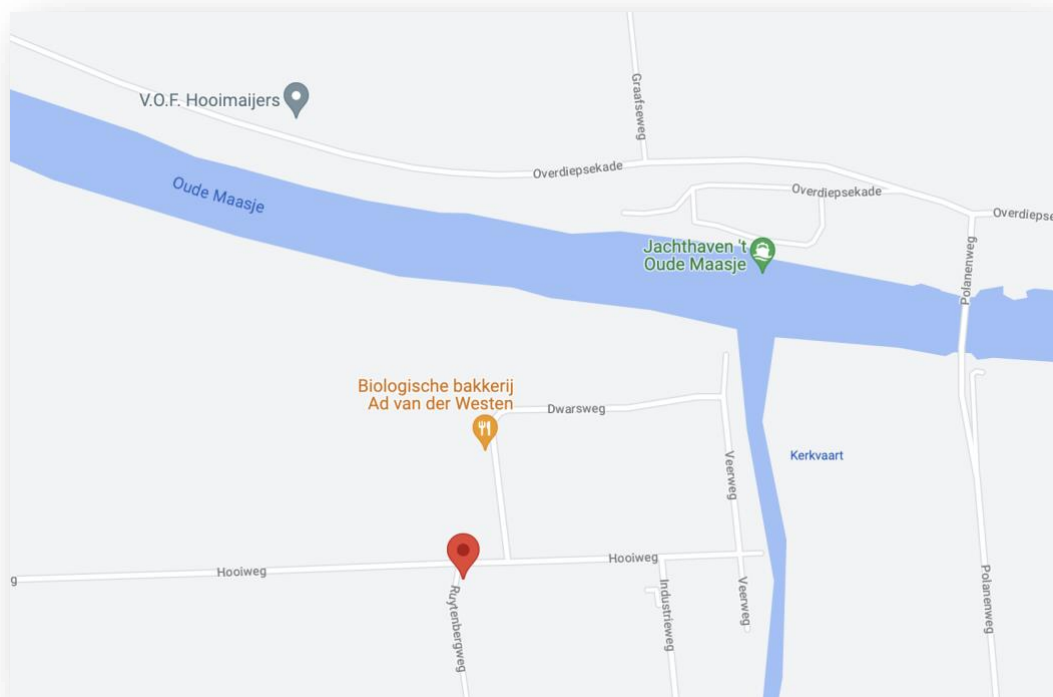 Graafseweg
V.O.F. Hooimaijers
Overdiepsekade
Oude Maasje
Overdiepsekade
Overdiepse
Jachthaven 't
Oude Maasje
Polanenweg
Biologische bakkerij
Ad van der Westen
Dwarsweg
Veerweg
Kerkvaart
Hooiweg
g
Hooiweg
Ruytenbergweg
Industrieweg
Veerweg
Polanenweg